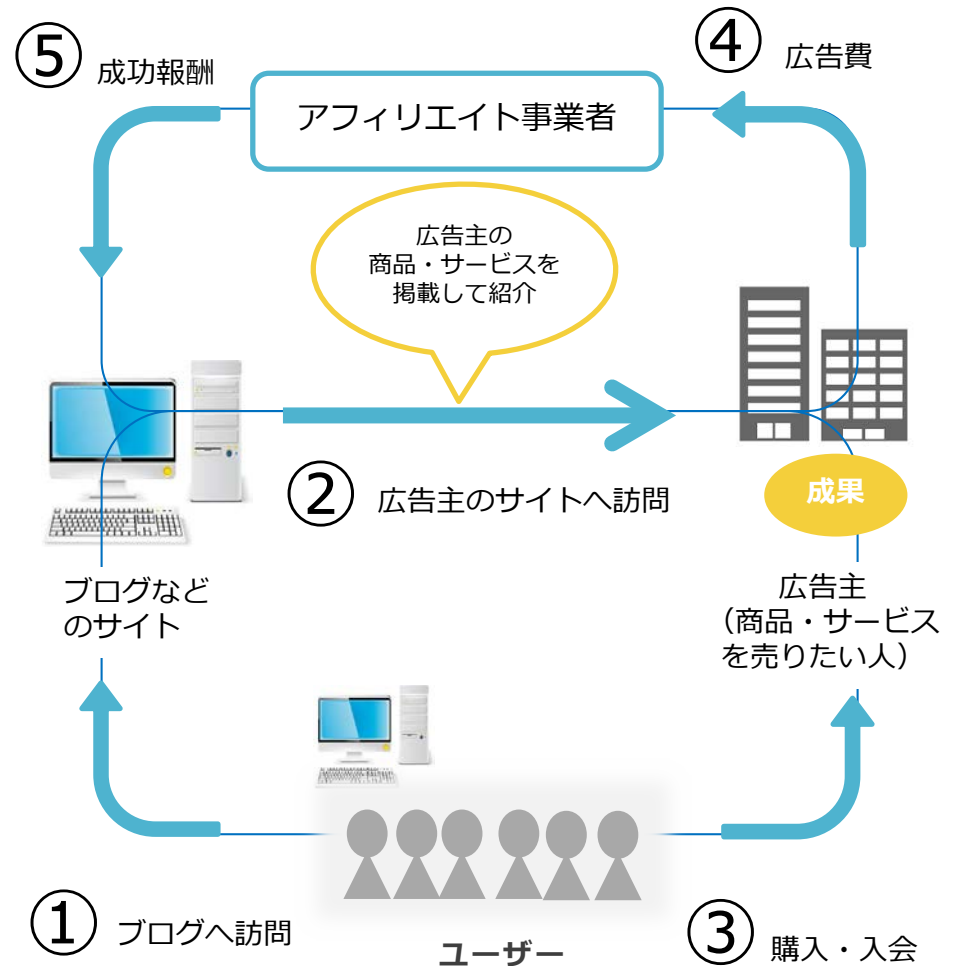 ⑤ 成功報酬
④ 広告費
アフィリエイト事業者
広告主の
商品・サービスを
掲載して紹介
② 広告主のサイトへ訪問
成果
ブログなど
のサイト
広告主
（商品・サービス
を売りたい人）
① ブログへ訪問
ユーザー
③ 購入・入会